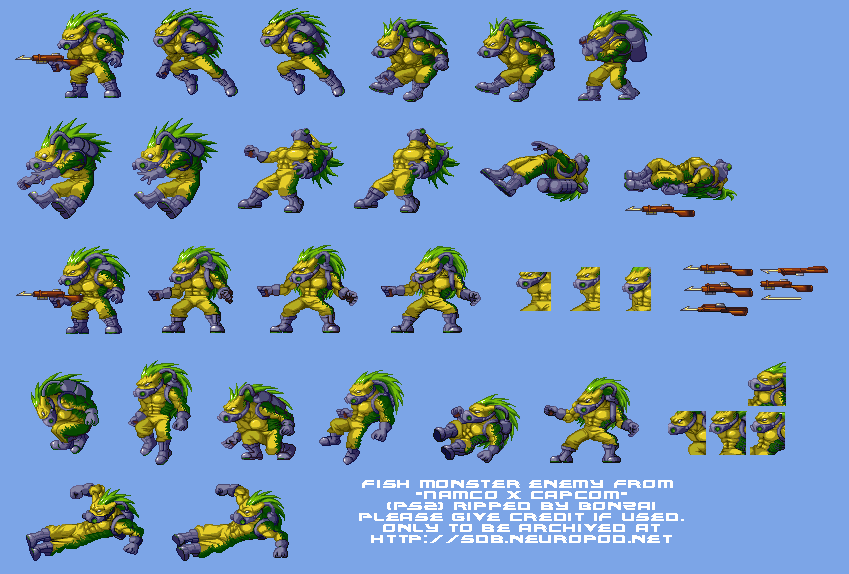 FISH MONSTER ENEMY FROM
"NAMCO X CAPCOM"
(PS2) RIPPED BY BONZAI
PLEASE GIVE CREDIT IF USED.
ONLY TO BE ARCHIVED AT
HTTP://SDB.NEUROPOD.NET